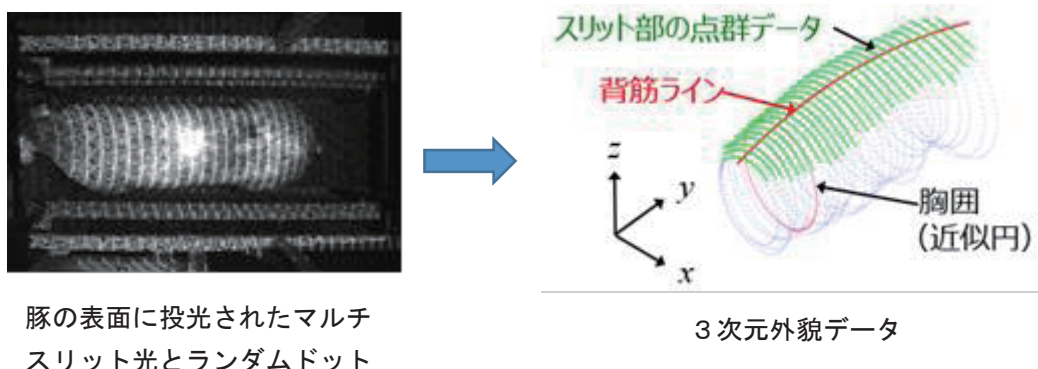 スリット部の点群データ
背筋ライン
z
y
x
胸囲
(近似円)
豚の表面に投光されたマルチ
スリット光とランダムドット
３次元外貌データ